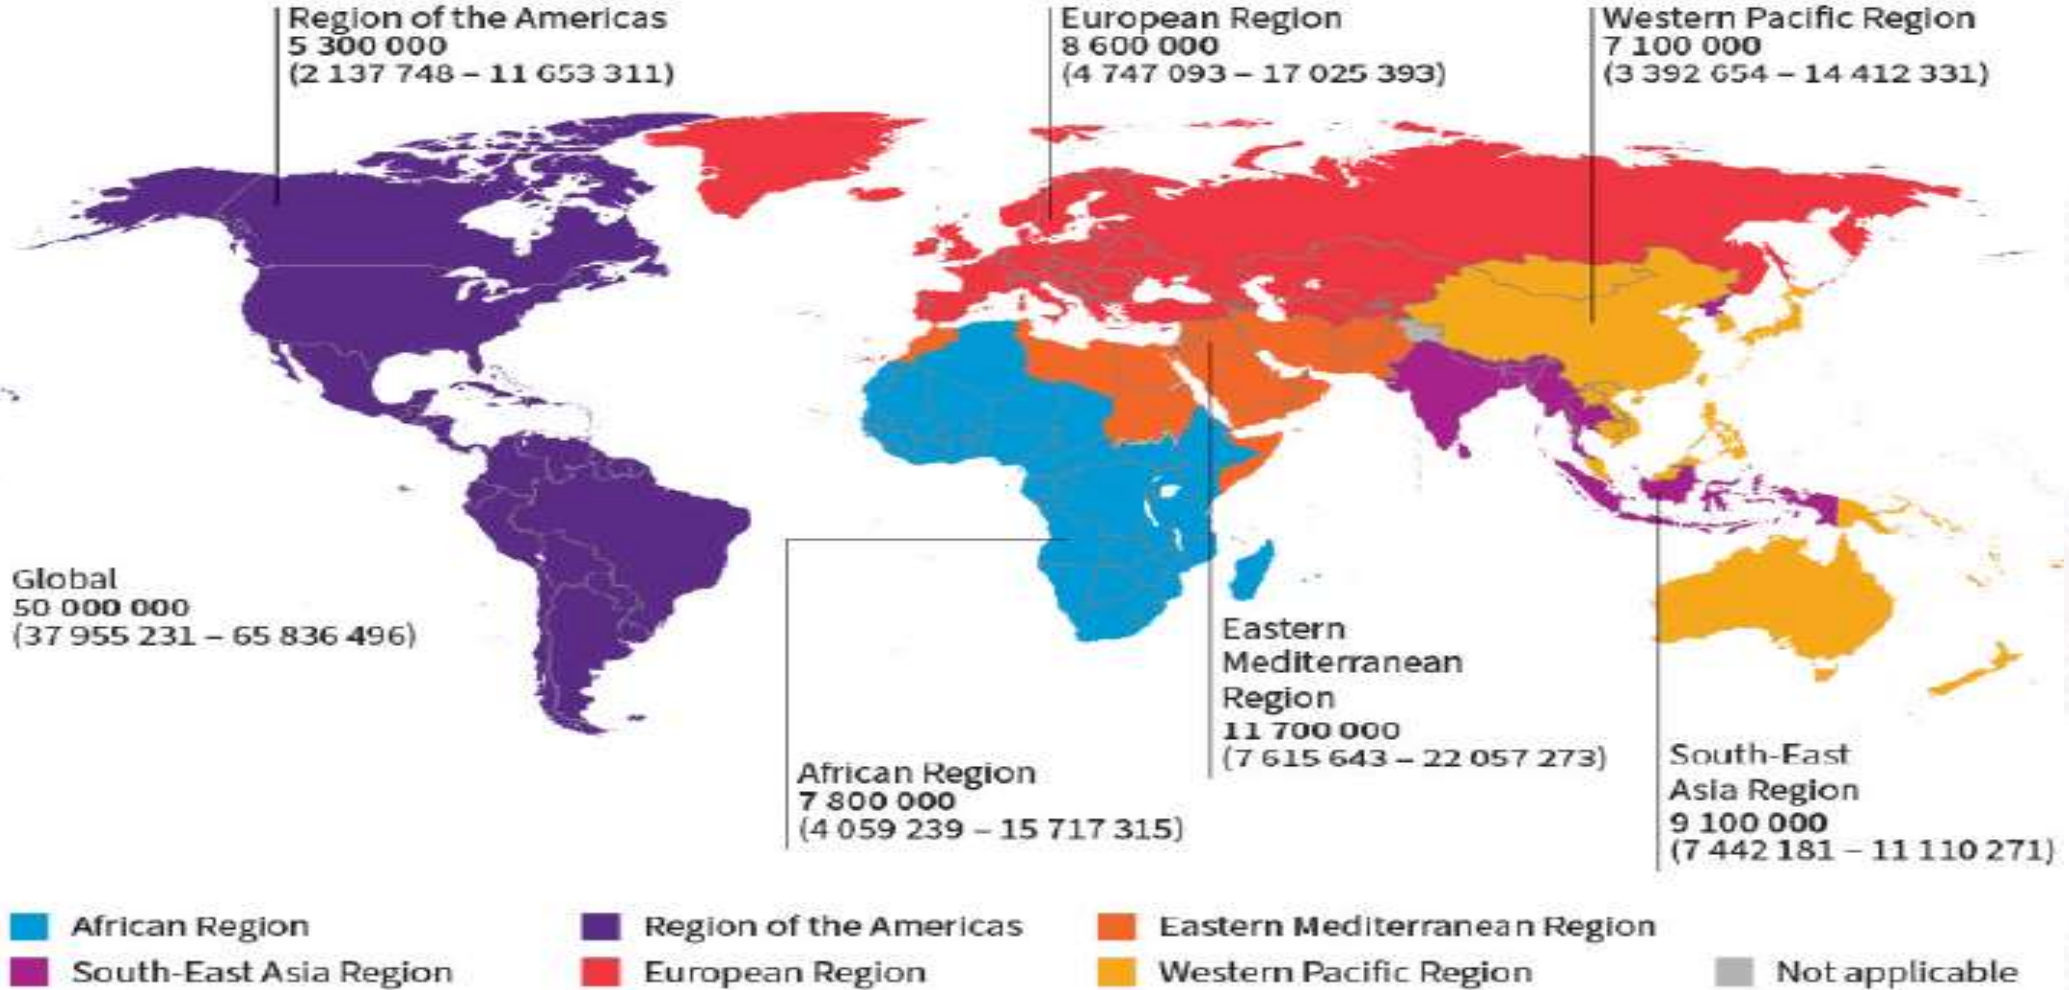 Region of the Americas
5 300 000
(2 137 748 – 11 653 311)
European Region
8 600 000
(4 747 093 – 17 025 393)
Western Pacific Region
7 100 000
(3 392 654 – 14 412 331)
Global
50 000 000
(37 955 231 – 65 836 496)
African Region
7 800 000
(4 059 239 – 15 717 315)
Eastern
Mediterranean
Region
11 700 000
(7 615 643 – 22 057 273)
South-East
Asia Region
9 100 000
(7 442 181 – 11 110 271)
African Region
Region of the Americas
Eastern Mediterranean Region
South-East Asia Region
European Region
Western Pacific Region
Not applicable